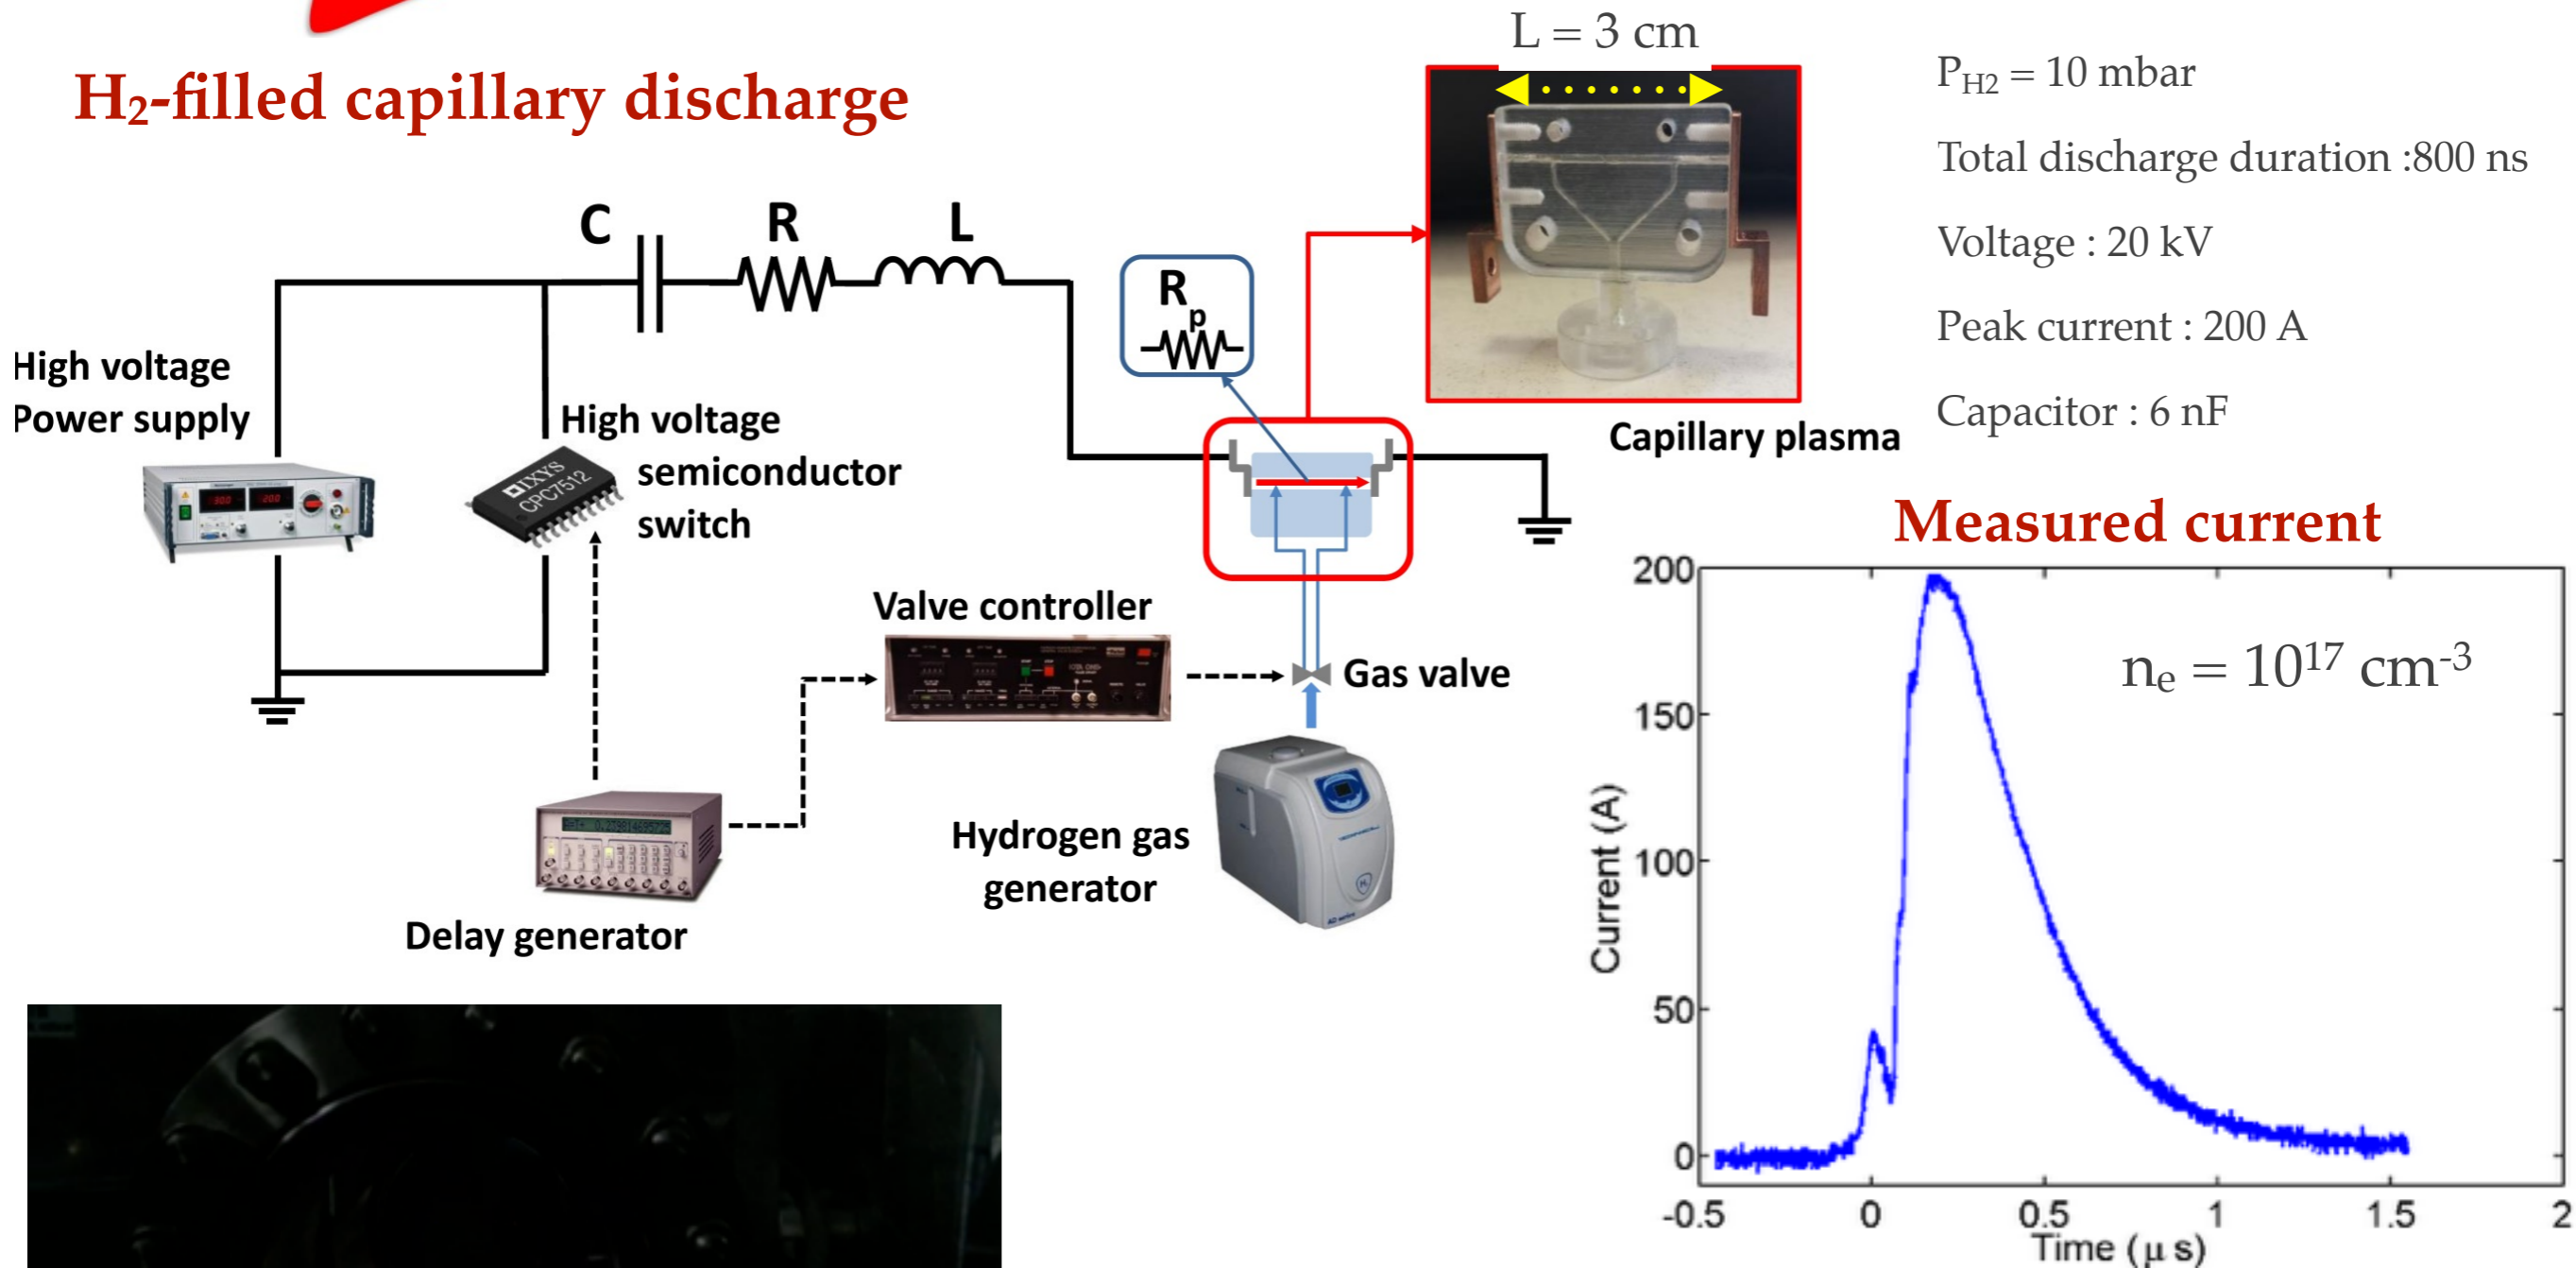 H₂-filled capillary discharge
L = 3 cm
P_H2 = 10 mbar
Total discharge duration :800 ns
Voltage : 20 kV
Peak current : 200 A
Capacitor : 6 nF
C
R
L
R
p
High voltage
Power supply
High voltage
semiconductor
switch
IXYS
CPC7512
Capillary plasma
Valve controller
Gas valve
Hydrogen gas
generator
Delay generator
Measured current
nₑ = 10¹⁷ cm⁻³
Current (A)
200
150
100
50
0
-0.5
0
0.5
1
1.5
2
Time (μ s)